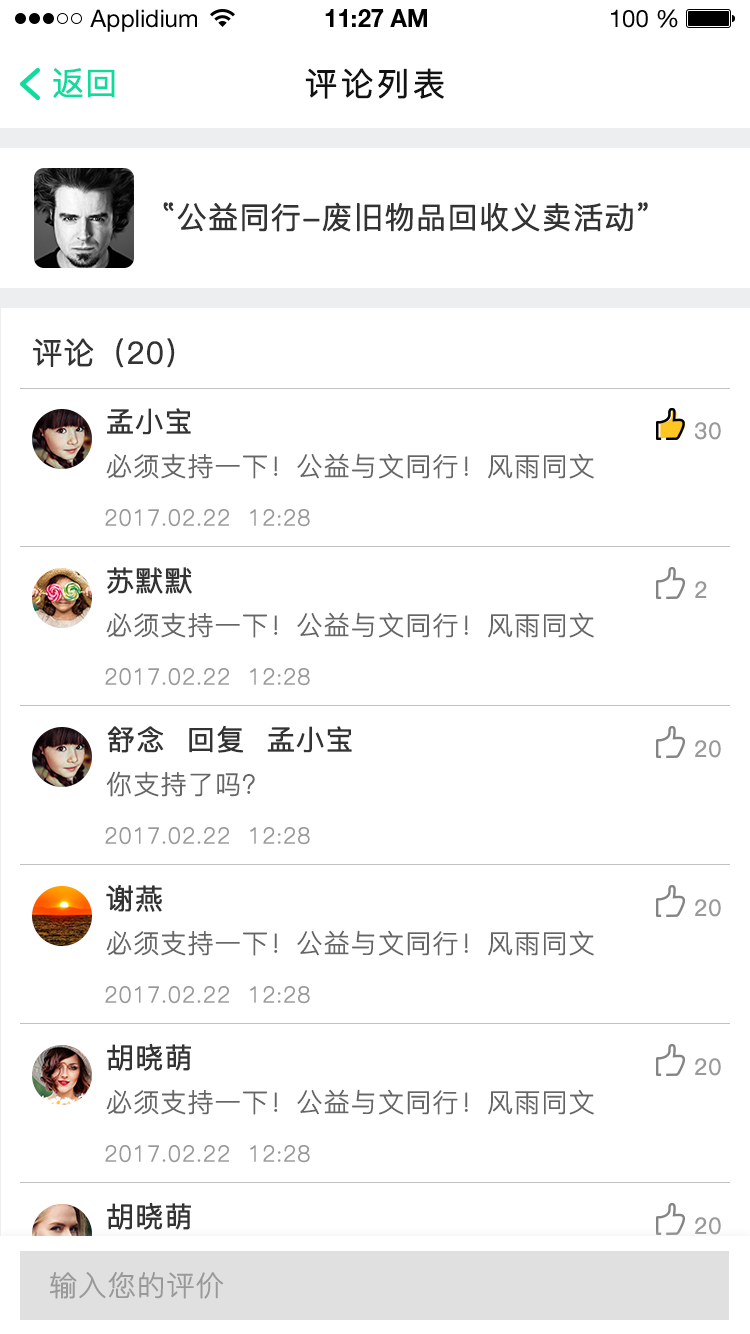 ●●●○○ Applidium 11:27 AM 100 %
返回 评论列表
“公益同行–废旧物品回收义卖活动”
评论（20）
孟小宝 30
必须支持一下！公益与文同行！风雨同文
2017.02.22 12:28
苏默默 2
必须支持一下！公益与文同行！风雨同文
2017.02.22 12:28
舒念 回复 孟小宝 20
你支持了吗？
2017.02.22 12:28
谢燕 20
必须支持一下！公益与文同行！风雨同文
2017.02.22 12:28
胡晓萌 20
必须支持一下！公益与文同行！风雨同文
2017.02.22 12:28
胡晓萌 20
输入您的评价